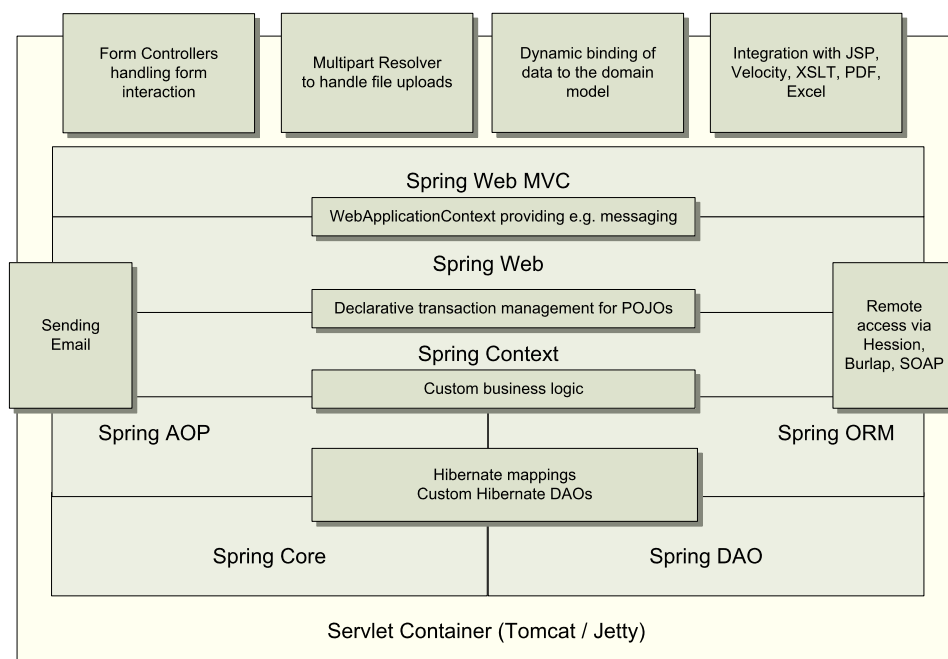 Form Controllers
handling form
interaction
Multipart Resolver
to handle file uploads
Dynamic binding of
data to the domain
model
Integration with JSP,
Velocity, XSLT, PDF,
Excel
Spring Web MVC
WebApplicationContext providing e.g. messaging
Spring Web
Sending
Email
Declarative transaction management for POJOs
Remote
access via
Hession,
Burlap, SOAP
Spring Context
Custom business logic
Spring AOP
Spring ORM
Hibernate mappings
Custom Hibernate DAOs
Spring Core
Spring DAO
Servlet Container (Tomcat / Jetty)